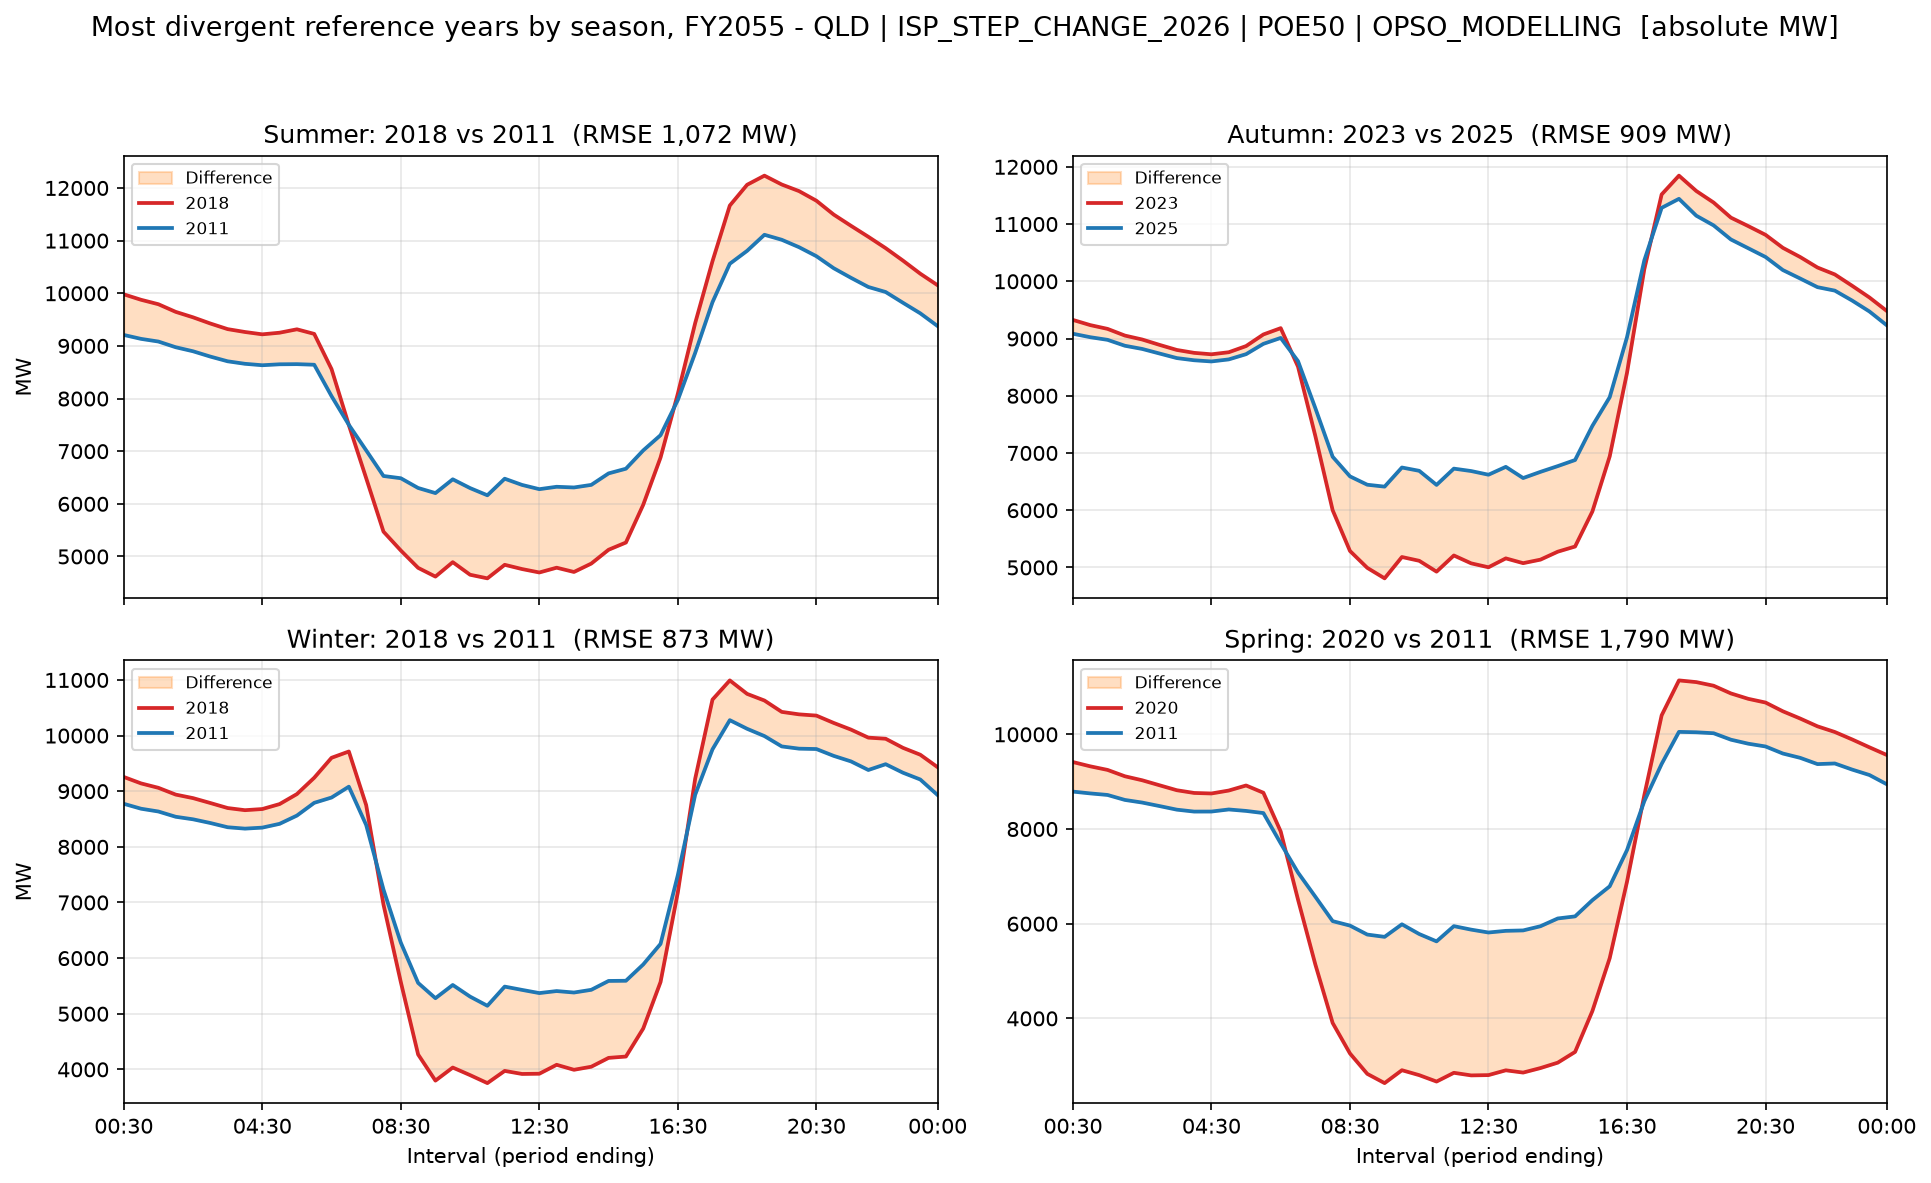 Most divergent reference years by season, FY2055 - QLD | ISP_STEP_CHANGE_2026 | POE50 | OPSO_MODELLING  [absolute MW]
Summer: 2018 vs 2011  (RMSE 1,072 MW)
Difference
2018
2011
12000
11000
10000
9000
8000
7000
6000
5000
MW
Autumn: 2023 vs 2025  (RMSE 909 MW)
Difference
2023
2025
12000
11000
10000
9000
8000
7000
6000
5000
Winter: 2018 vs 2011  (RMSE 873 MW)
Difference
2018
2011
11000
10000
9000
8000
7000
6000
5000
4000
MW
00:30 04:30 08:30 12:30 16:30 20:30 00:00
Interval (period ending)
Spring: 2020 vs 2011  (RMSE 1,790 MW)
Difference
2020
2011
10000
8000
6000
4000
00:30 04:30 08:30 12:30 16:30 20:30 00:00
Interval (period ending)